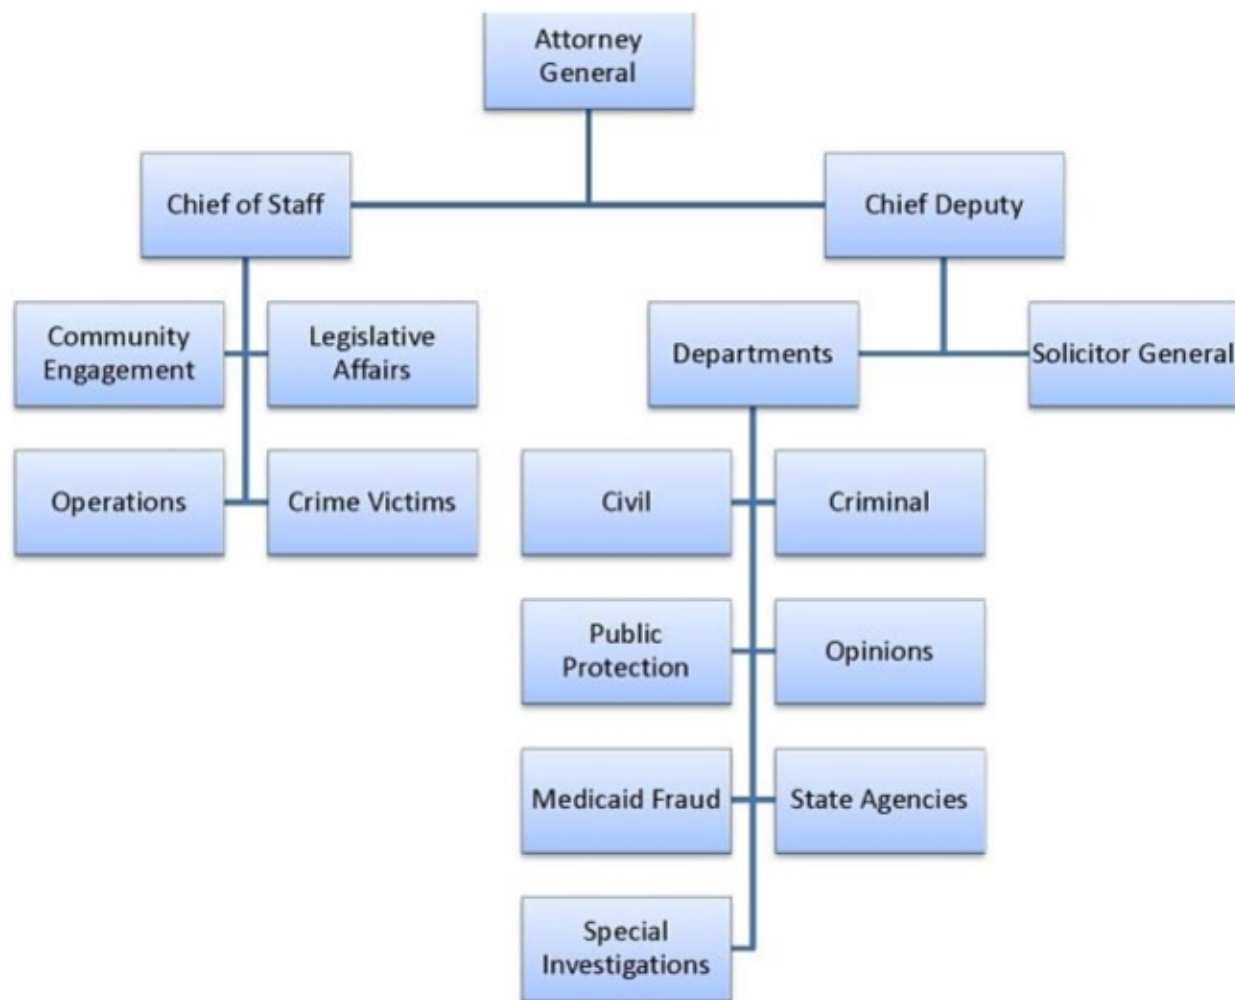 Attorney
General
Chief of Staff
Chief Deputy
Community
Engagement
Legislative
Affairs
Departments
Solicitor General
Operations
Crime Victims
Civil
Criminal
Public
Protection
Opinions
Medicaid Fraud
State Agencies
Special
Investigations